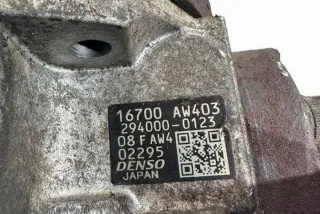 16700 AW403
294000-0123
08 F AW4
02295
DENSO
JAPAN